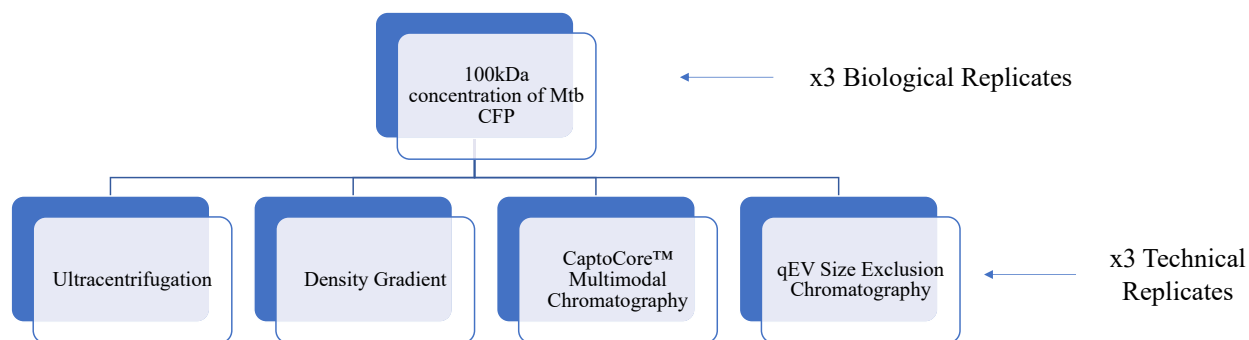 100kDa
concentration of Mtb
CFP
x3 Biological Replicates
Ultracentrifugation
Density Gradient
CaptoCore™
Multimodal
Chromatography
qEV Size Exclusion
Chromatography
x3 Technical
Replicates